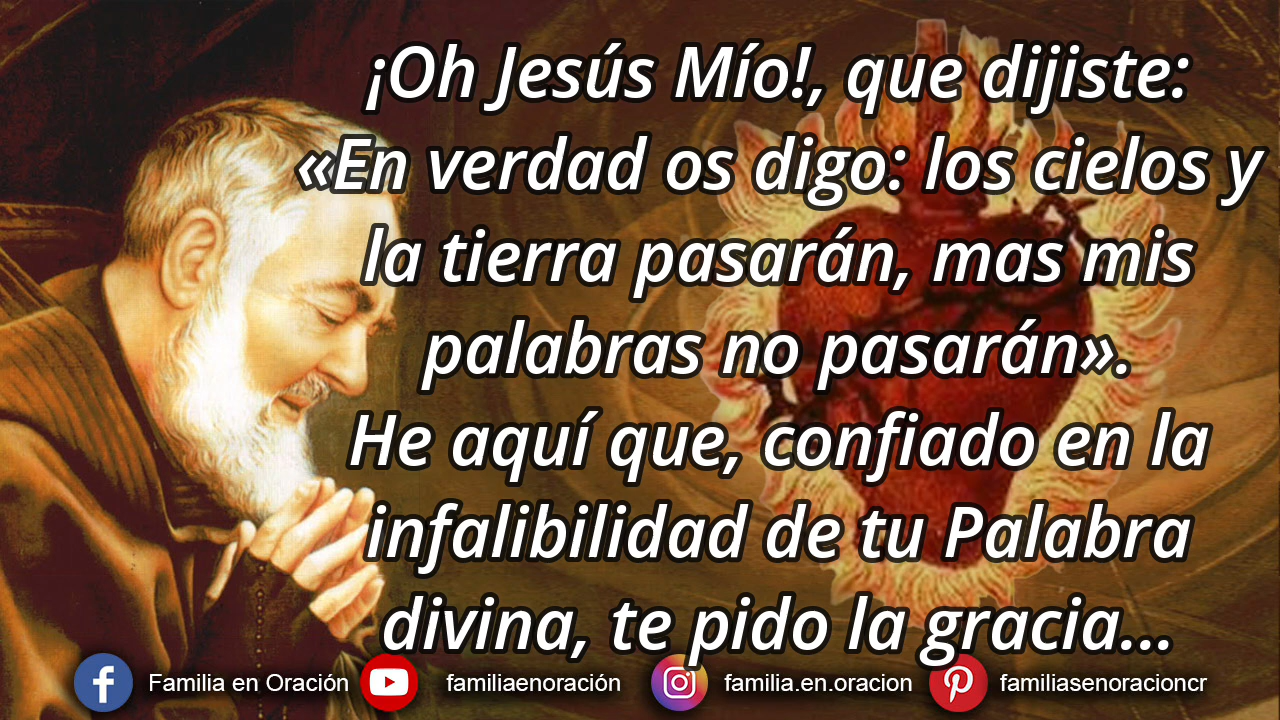 ¡Oh Jesús Mío!, que dijiste:
«En verdad os digo: los cielos y
la tierra pasarán, mas mis
palabras no pasarán».
He aquí que, confiado en la
infalibilidad de tu Palabra
divina, te pido la gracia...
Familia en Oración familiaenoración familia.en.oracion familiasenoracioncr